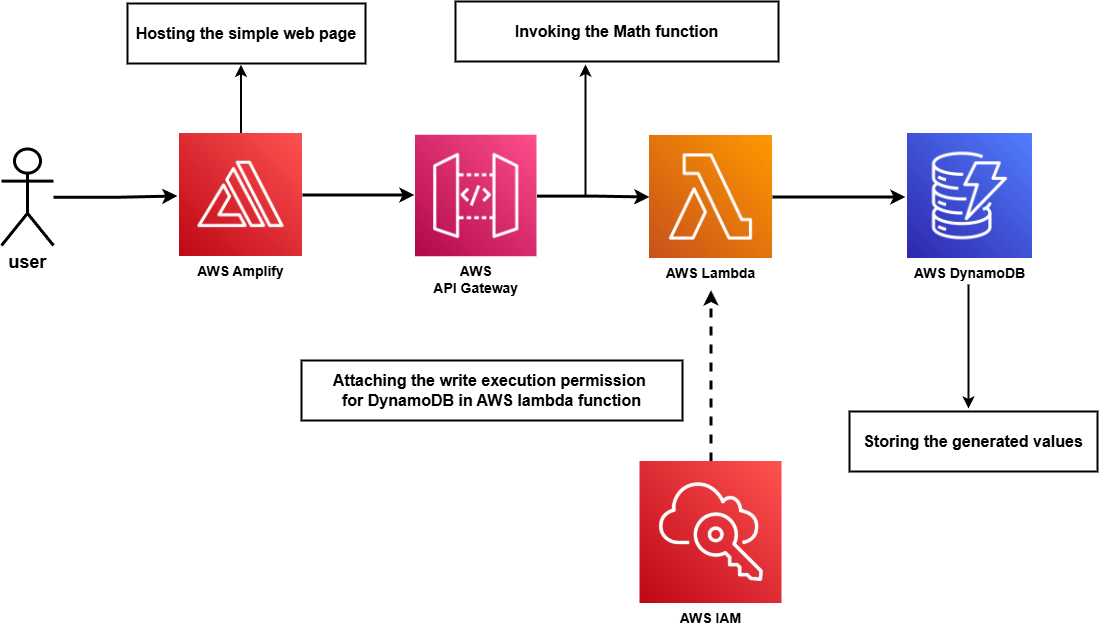 Hosting the simple web page
Invoking the Math function
user
AWS Amplify
AWS
API Gateway
AWS Lambda
AWS DynamoDB
Attaching the write execution permission
for DynamoDB in AWS lambda function
Storing the generated values
AWS IAM